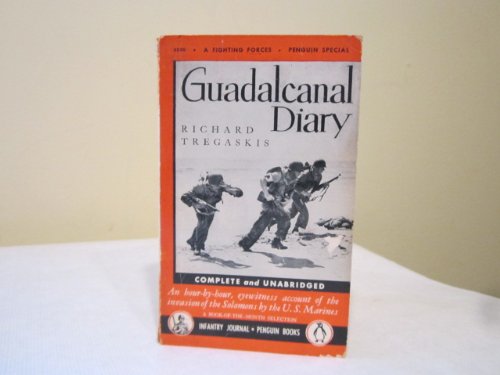 A FIGHTING FORCES • PENGUIN SPECIAL
Guadalcanal
Diary
RICHARD
TREGASKIS
COMPLETE and UNABRIDGED
An hour-by-hour, eyewitness account of the
invasion of the Solomons by the U. S. Marines
A BOOK-OF-THE-MONTH SELECTION
INFANTRY JOURNAL • PENGUIN BOOKS